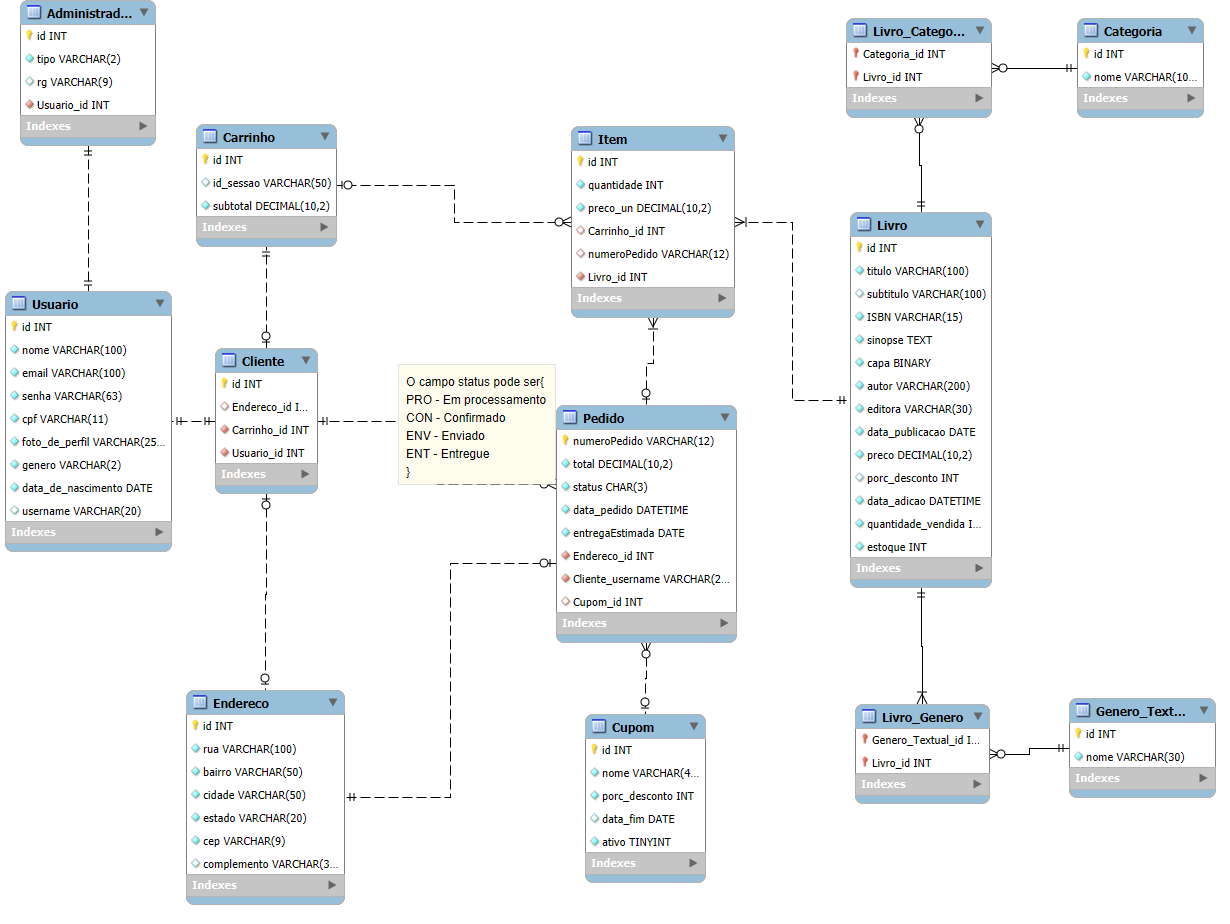 Administrad...
id INT
tipo VARCHAR(2)
rg VARCHAR(9)
Usuario_id INT
Indexes
Usuario
id INT
nome VARCHAR(100)
email VARCHAR(100)
senha VARCHAR(63)
cpf VARCHAR(11)
foto_de_perfil VARCHAR(25...
genero VARCHAR(2)
data_de_nascimento DATE
username VARCHAR(20)
Indexes
Carrinho
id INT
id_sessao VARCHAR(50)
subtotal DECIMAL(10,2)
Indexes
Cliente
id INT
Endereco_id I...
Carrinho_id INT
Usuario_id INT
Indexes
Endereco
id INT
rua VARCHAR(100)
bairro VARCHAR(50)
cidade VARCHAR(50)
estado VARCHAR(20)
cep VARCHAR(9)
complemento VARCHAR(3...
Indexes
O campo status pode ser{
PRO - Em processamento
CON - Confirmado
ENV - Enviado
ENT - Entregue
}
Item
id INT
quantidade INT
preco_un DECIMAL(10,2)
Carrinho_id INT
numeroPedido VARCHAR(12)
Livro_id INT
Indexes
Pedido
numeroPedido VARCHAR(12)
total DECIMAL(10,2)
status CHAR(3)
data_pedido DATETIME
entregaEstimada DATE
Endereco_id INT
Cliente_username VARCHAR(2...
Cupom_id INT
Indexes
Cupom
id INT
nome VARCHAR(4...
porc_desconto INT
data_fim DATE
ativo TINYINT
Indexes
Livro_Catego...
Categoria_id INT
Livro_id INT
Indexes
Categoria
id INT
nome VARCHAR(10...
Indexes
Livro
id INT
titulo VARCHAR(100)
subtitulo VARCHAR(100)
ISBN VARCHAR(15)
sinopse TEXT
capa BINARY
autor VARCHAR(200)
editora VARCHAR(30)
data_publicacao DATE
preco DECIMAL(10,2)
porc_desconto INT
data_adicao DATETIME
quantidade_vendida I...
estoque INT
Indexes
Livro_Genero
Genero_Textual_id I...
Livro_id INT
Indexes
Genero_Text...
id INT
nome VARCHAR(30)
Indexes